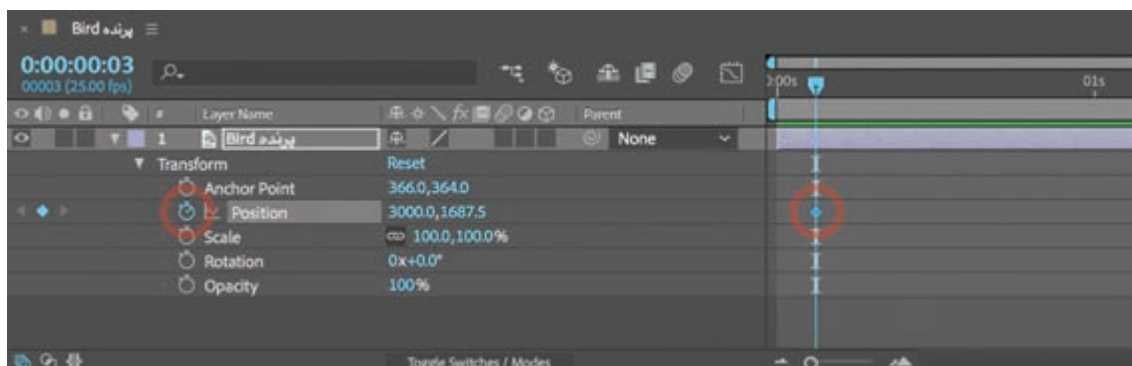 Bird پرنده
0:00:00:03
00003 (25.00 fps)
:00s 01s
# Layer Name fx Parent
1 Bird پرنده None
Transform Reset
Anchor Point 366.0,364.0
Position 3000.0,1687.5
Scale 100.0,100.0%
Rotation 0x+0.0°
Opacity 100%
Toggle Switches / Modes